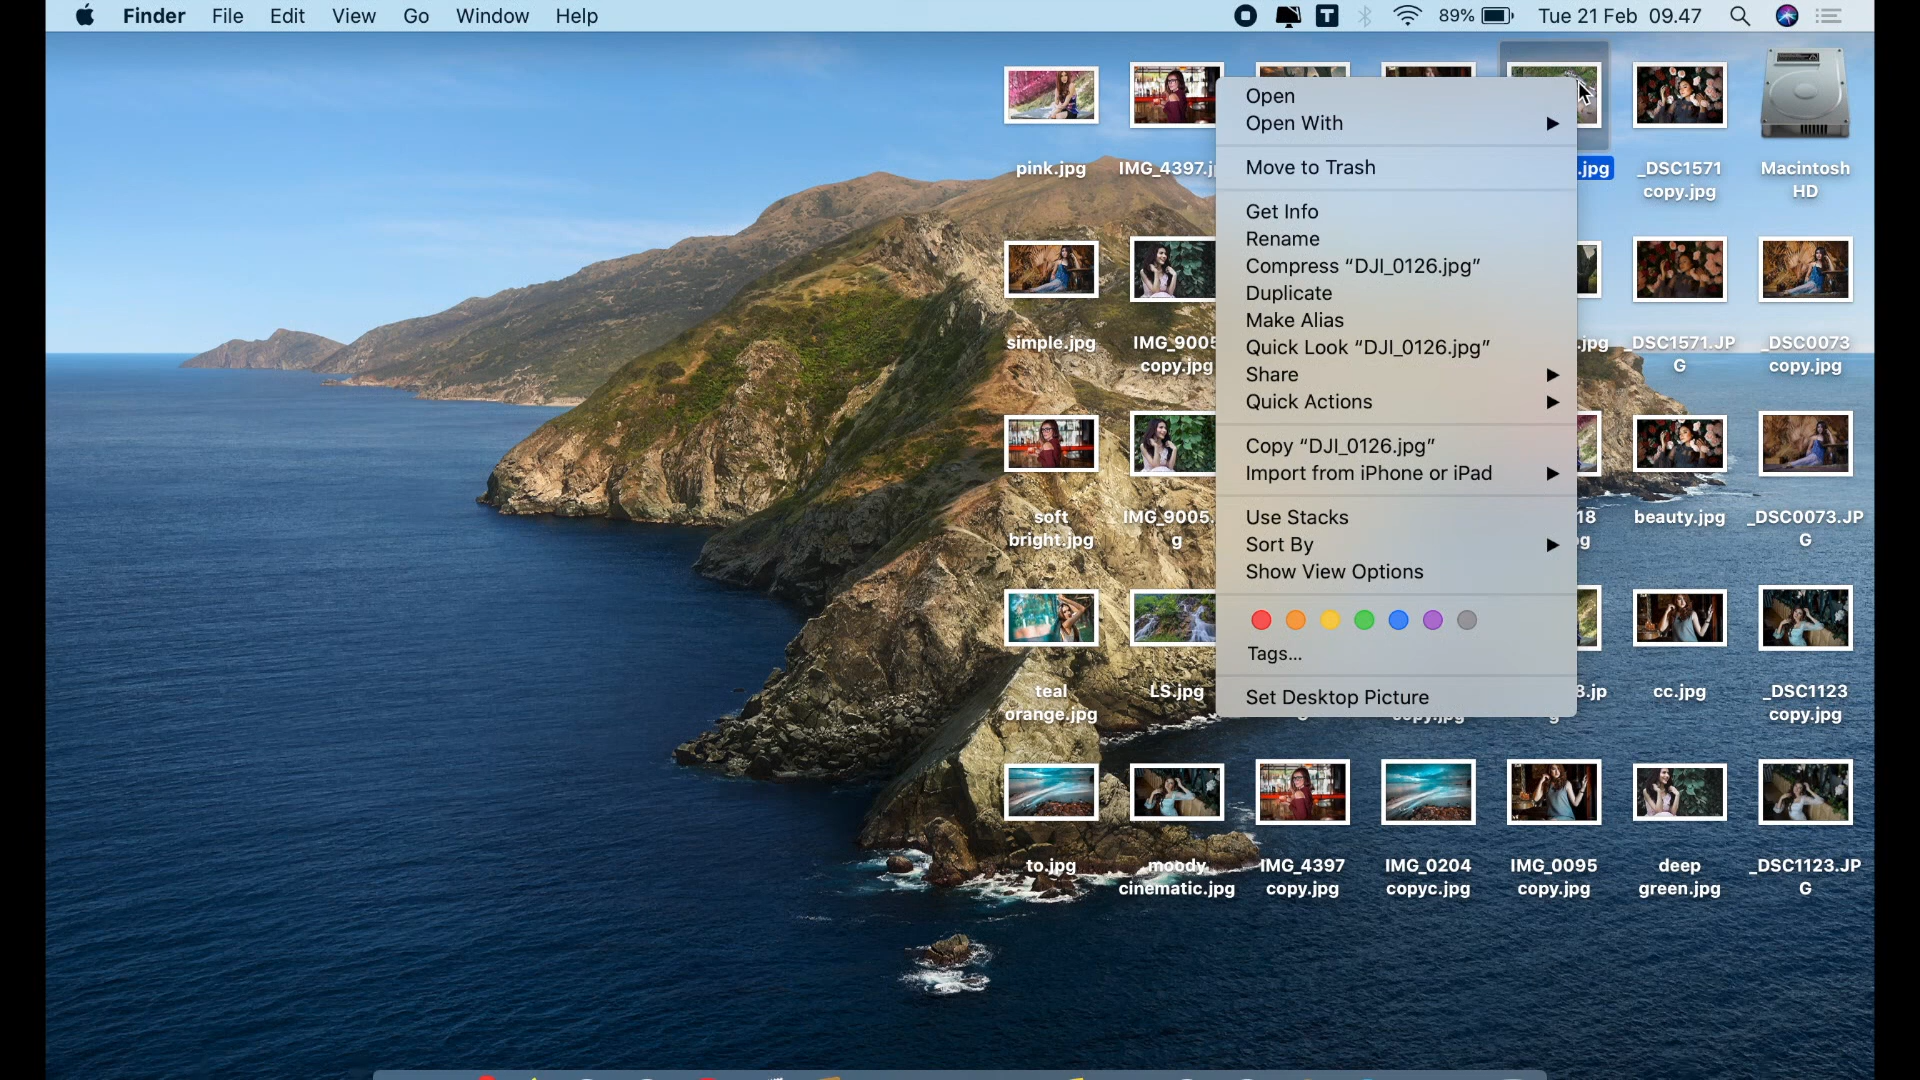 Finder File Edit View Go Window Help
T 89% Tue 21 Feb 09.47
pink.jpg
_DSC1571
copy.jpg
Macintosh
HD
simple.jpg
IMG_9005
copy.jpg
_DSC1571.JP
G
_DSC0073
copy.jpg
soft
bright.jpg
beauty.jpg
_DSC0073.JP
G
teal
orange.jpg
LS.jpg
cc.jpg
_DSC1123
copy.jpg
to.jpg
moody
cinematic.jpg
IMG_4397
copy.jpg
IMG_0204
copyc.jpg
IMG_0095
copy.jpg
deep
green.jpg
_DSC1123.JP
G
Open
Open With
Move to Trash
Get Info
Rename
Compress “DJI_0126.jpg”
Duplicate
Make Alias
Quick Look “DJI_0126.jpg”
Share
Quick Actions
Copy “DJI_0126.jpg”
Import from iPhone or iPad
Use Stacks
Sort By
Show View Options
Tags...
Set Desktop Picture